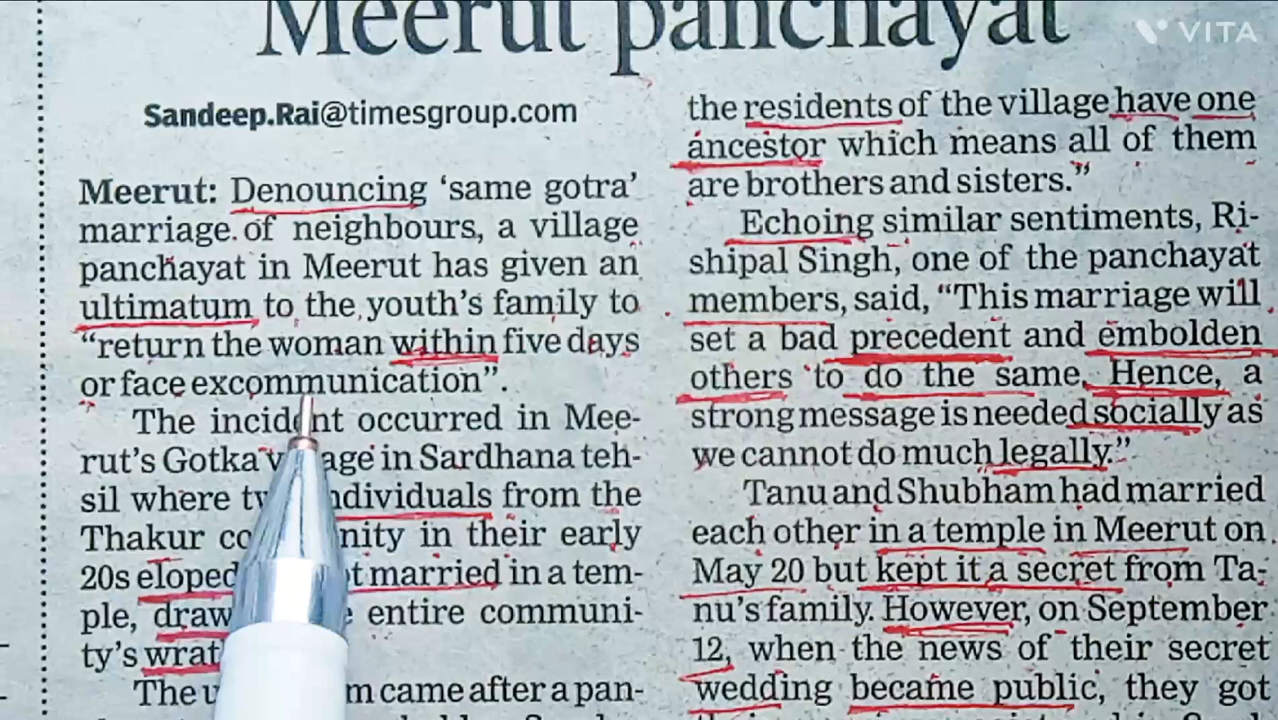 Meerut panchayat
VITA
Sandeep.Rai@timesgroup.com
Meerut: Denouncing ‘same gotra’
marriage of neighbours, a village
panchayat in Meerut has given an
ultimatum to the youth’s family to
“return the woman within five days
or face excommunication”.
The incident occurred in Mee-
rut’s Gotka age in Sardhana teh-
sil where individuals from the
Thakur in their early
20s eloped married in a tem-
ple, entire communi-
ty’s
The came after a pan-
the residents of the village have one
ancestor which means all of them
are brothers and sisters.”
Echoing similar sentiments, Ri-
shipal Singh, one of the panchayat
members, said, “This marriage will
set a bad precedent and embolden
others to do the same. Hence, a
strong message is needed socially as
we cannot do much legally.”
Tanu and Shubham had married
each other in a temple in Meerut on
May 20 but kept it a secret from Ta-
nu’s family. However, on September
12, when the news of their secret
wedding became public, they got